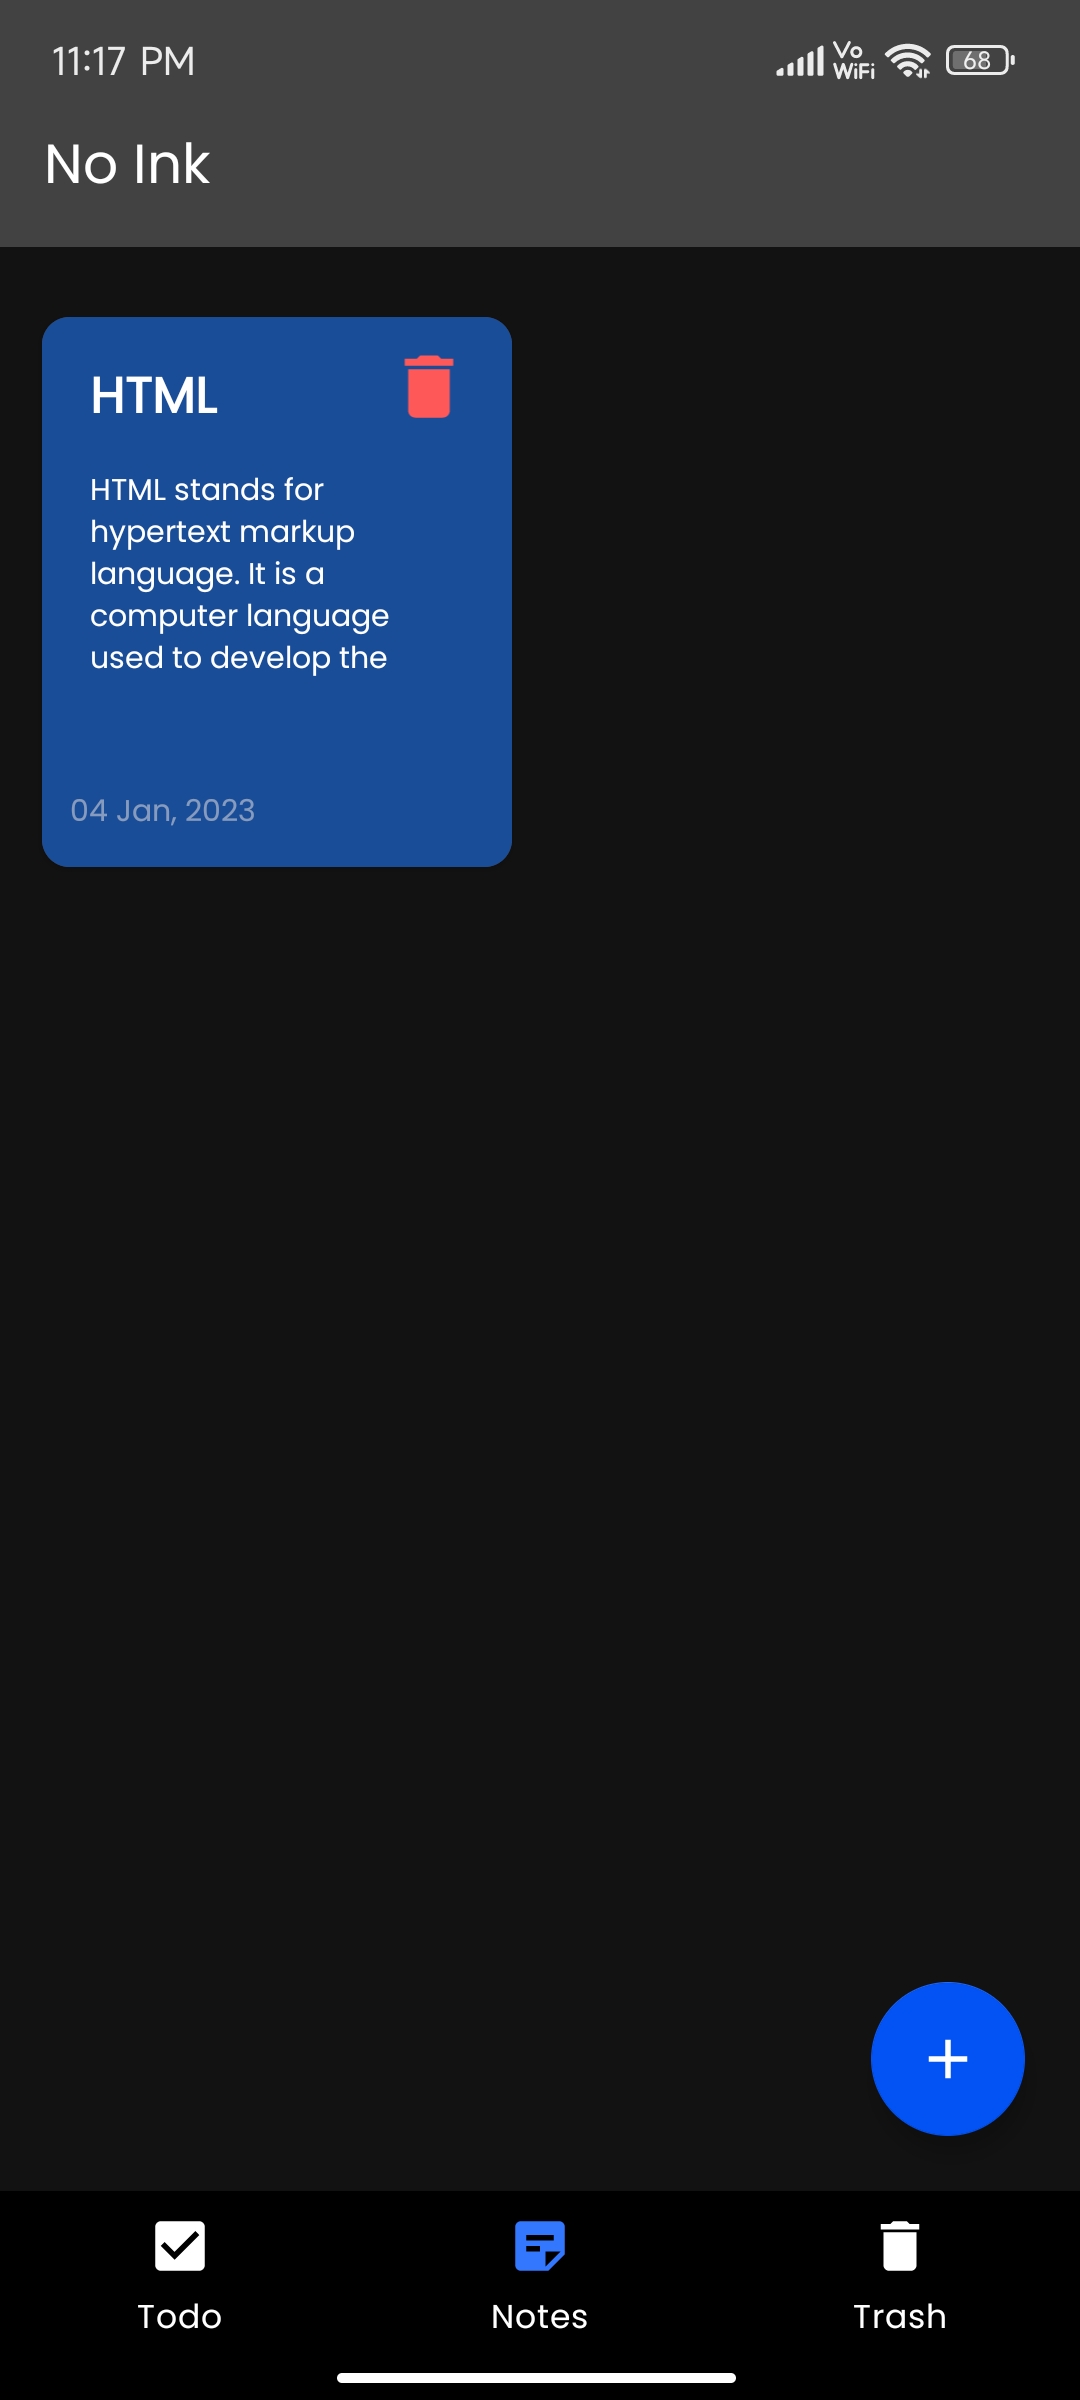 11:17 PM
Vo
WiFi
68
No Ink
HTML
HTML stands for
hypertext markup
language. It is a
computer language
used to develop the
04 Jan, 2023
Todo
Notes
Trash